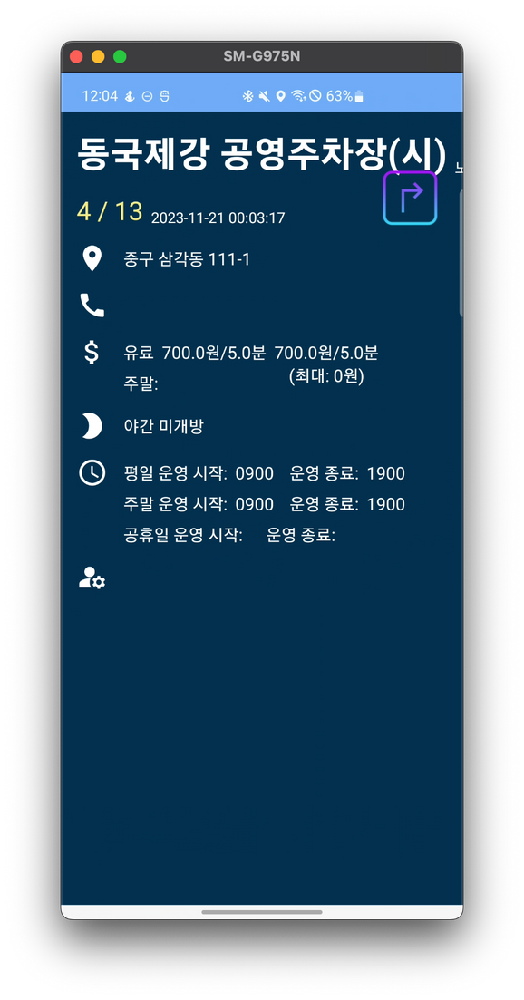 SM-G975N
12:04 63%
동국제강 공영주차장(시)
4 / 13 2023-11-21 00:03:17
중구 삼각동 111-1
유료 700.0원/5.0분 700.0원/5.0분
(최대: 0원)
주말:
야간 미개방
평일 운영 시작: 0900 운영 종료: 1900
주말 운영 시작: 0900 운영 종료: 1900
공휴일 운영 시작: 운영 종료: